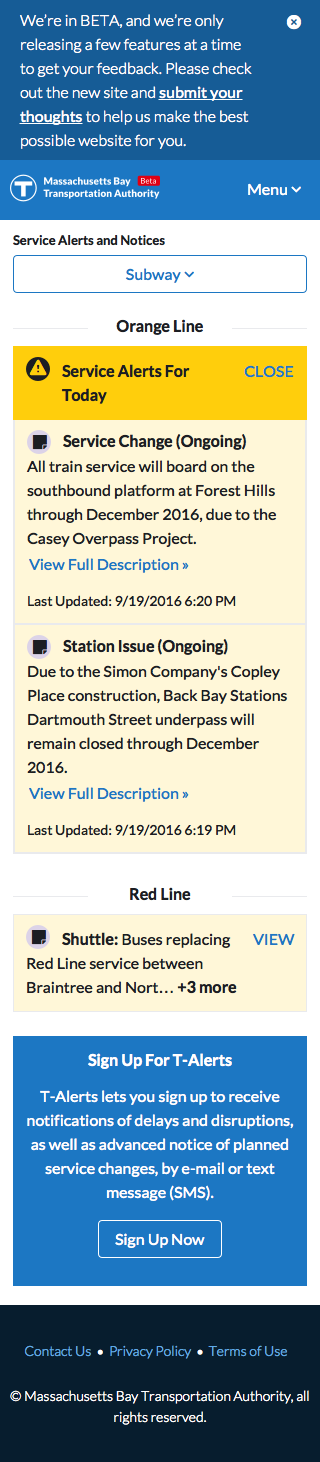 We're in BETA, and we're only
releasing a few features at a time
to get your feedback. Please check
out the new site and submit your
thoughts to help us make the best
possible website for you.
Massachusetts Bay Beta
Transportation Authority
T
Menu
Service Alerts and Notices
Subway
Orange Line
Service Alerts For
Today
CLOSE
Service Change (Ongoing)
All train service will board on the
southbound platform at Forest Hills
through December 2016, due to the
Casey Overpass Project.
View Full Description »
Last Updated: 9/19/2016 6:20 PM
Station Issue (Ongoing)
Due to the Simon Company's Copley
Place construction, Back Bay Stations
Dartmouth Street underpass will
remain closed through December
2016.
View Full Description »
Last Updated: 9/19/2016 6:19 PM
Red Line
Shuttle: Buses replacing
VIEW
Red Line service between
Braintree and Nort... +3 more
Sign Up For T-Alerts
T-Alerts lets you sign up to receive
notifications of delays and disruptions,
as well as advanced notice of planned
service changes, by e-mail or text
message (SMS).
Sign Up Now
Contact Us • Privacy Policy • Terms of Use
© Massachusetts Bay Transportation Authority, all
rights reserved.